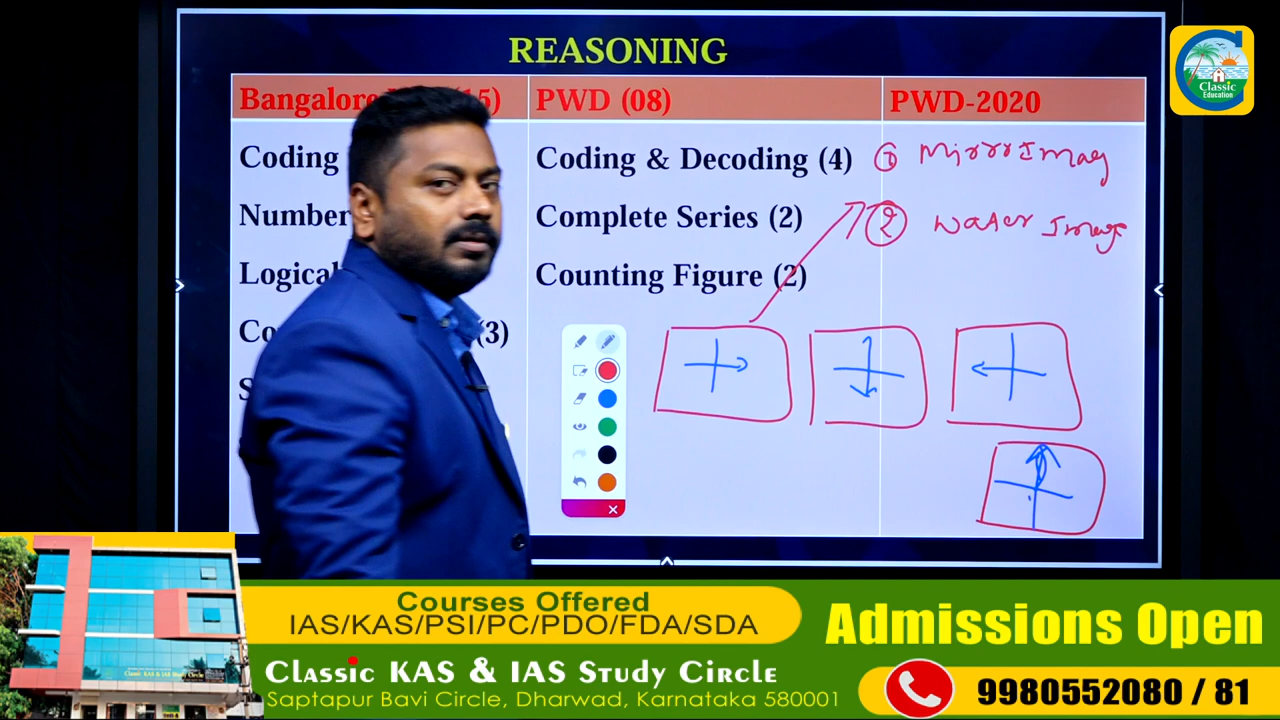 REASONING
Classic
Education
(15)
PWD (08)
PWD-2020
Coding
Coding & Decoding (4)
① Mirror Imag
Number
Complete Series (2)
② Water Image
Logical
Counting Figure (2)
(3)
Courses Offered
IAS/KAS/PSI/PC/PDO/FDA/SDA
Classic KAS & IAS Study Circle
Saptapur Bavi Circle, Dharwad, Karnataka 580001
Admissions Open
9980552080 / 81